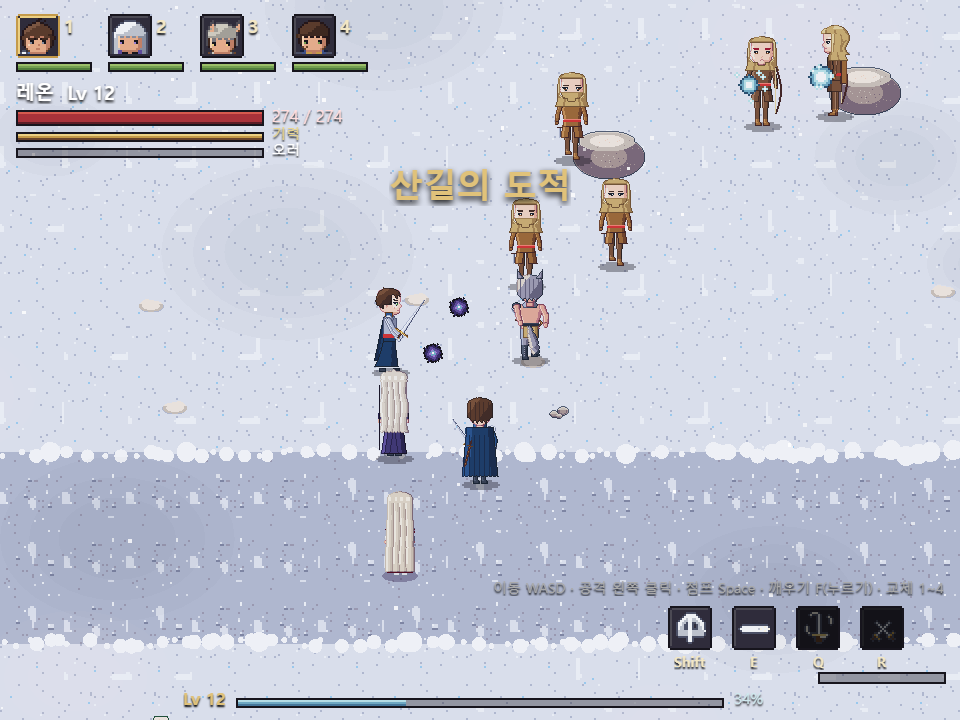 1 2 3 4
레온 Lv 12
274 / 274
기력
오러
산길의 도적
이동 WASD · 공격 왼쪽 클릭 · 점프 Space · 깨우기 F(누르기) · 교체 1~4
Shift E Q R
Lv 12 34%